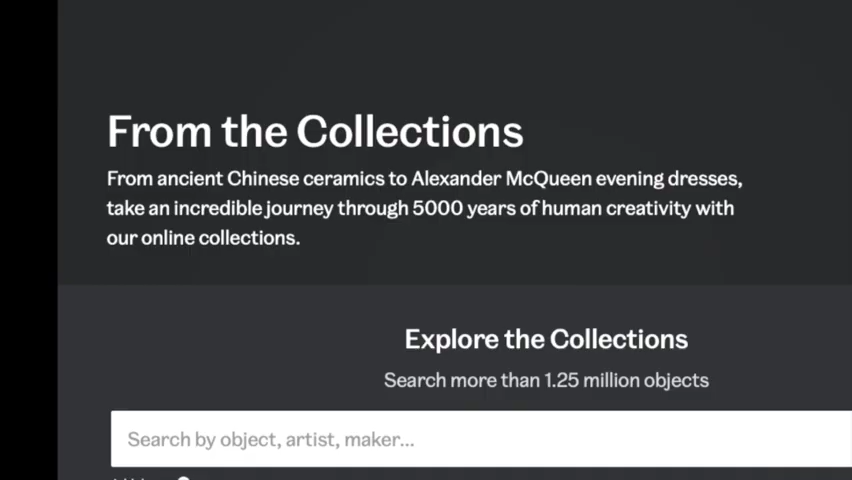 From the Collections
From ancient Chinese ceramics to Alexander McQueen evening dresses,
take an incredible journey through 5000 years of human creativity with
our online collections.
Explore the Collections
Search more than 1.25 million objects
Search by object, artist, maker...